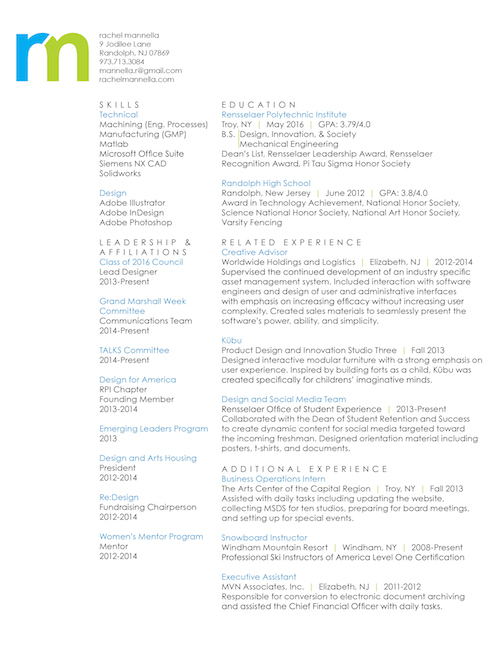 rm
rachel mannella
9 Jodilee Lane
Randolph, NJ 07869
973.713.3084
mannella.r@gmail.com
rachelmannella.com
SKILLS
Technical
Machining (Eng. Processes)
Manufacturing (GMP)
Matlab
Microsoft Office Suite
Siemens NX CAD
Solidworks
Design
Adobe Illustrator
Adobe InDesign
Adobe Photoshop
LEADERSHIP &
AFFILIATIONS
Class of 2016 Council
Lead Designer
2013-Present
Grand Marshall Week
Committee
Communications Team
2014-Present
TALKS Committee
2014-Present
Design for America
RPI Chapter
Founding Member
2013-2014
Emerging Leaders Program
2013
Design and Arts Housing
President
2012-2014
Re:Design
Fundraising Chairperson
2012-2014
Women's Mentor Program
Mentor
2012-2014
EDUCATION
Rensselaer Polytechnic Institute
Troy, NY | May 2016 | GPA: 3.79/4.0
B.S. Design, Innovation, & Society
Mechanical Engineering
Dean's List, Rensselaer Leadership Award, Rensselaer
Recognition Award, Pi Tau Sigma Honor Society
Randolph High School
Randolph, New Jersey | June 2012 | GPA: 3.8/4.0
Award in Technology Achievement, National Honor Society,
Science National Honor Society, National Art Honor Society,
Varsity Fencing
RELATED EXPERIENCE
Creative Advisor
Worldwide Holdings and Logistics | Elizabeth, NJ | 2012-2014
Supervised the continued development of an industry specific
asset management system. Included interaction with software
engineers and design of user and administrative interfaces
with emphasis on increasing efficacy without increasing user
complexity. Created sales materials to seamlessly present the
software's power, ability, and simplicity.
Kübu
Product Design and Innovation Studio Three | Fall 2013
Designed interactive modular furniture with a strong emphasis on
user experience. Inspired by building forts as a child, Kübu was
created specifically for childrens' imaginative minds.
Design and Social Media Team
Rensselaer Office of Student Experience | 2013-Present
Collaborated with the Dean of Student Retention and Success
to create dynamic content for social media targeted toward
the incoming freshman. Designed orientation material including
posters, t-shirts, and documents.
ADDITIONAL EXPERIENCE
Business Operations Intern
The Arts Center of the Capital Region | Troy, NY | Fall 2013
Assisted with daily tasks including updating the website,
collecting MSDS for ten studios, preparing for board meetings,
and setting up for special events.
Snowboard Instructor
Windham Mountain Resort | Windham, NY | 2008-Present
Professional Ski Instructors of America Level One Certification
Executive Assistant
MVN Associates, Inc. | Elizabeth, NJ | 2011-2012
Responsible for conversion to electronic document archiving
and assisted the Chief Financial Officer with daily tasks.